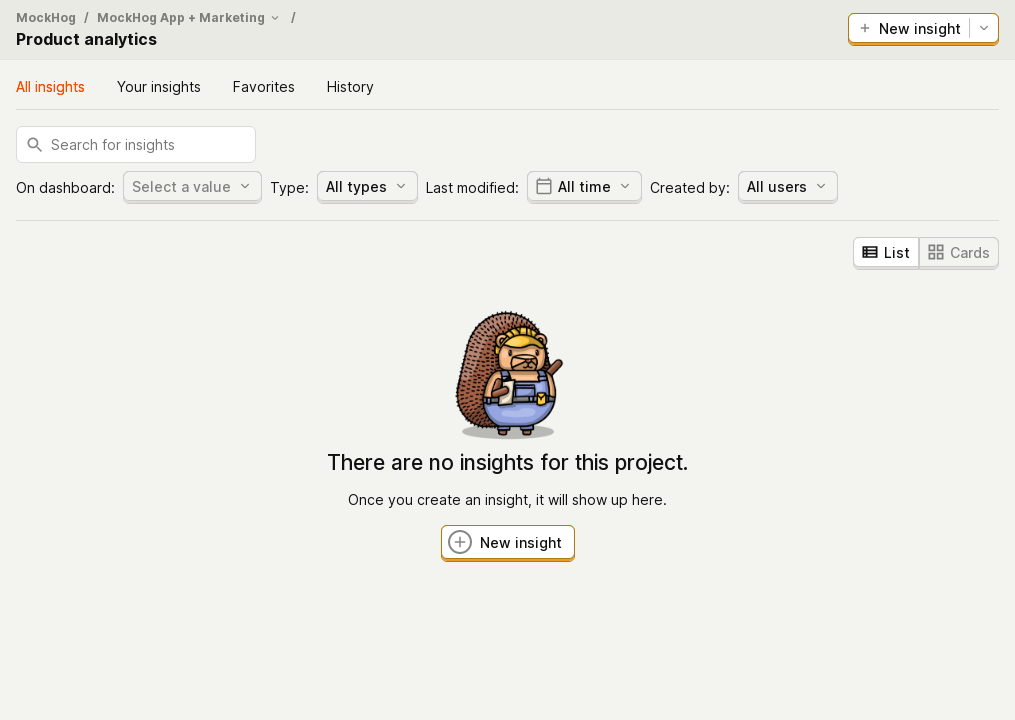 MockHog / MockHog App + Marketing /
Product analytics
New insight
All insights Your insights Favorites History
Search for insights
On dashboard: Select a value Type: All types Last modified: All time Created by: All users
List Cards
There are no insights for this project.
Once you create an insight, it will show up here.
New insight